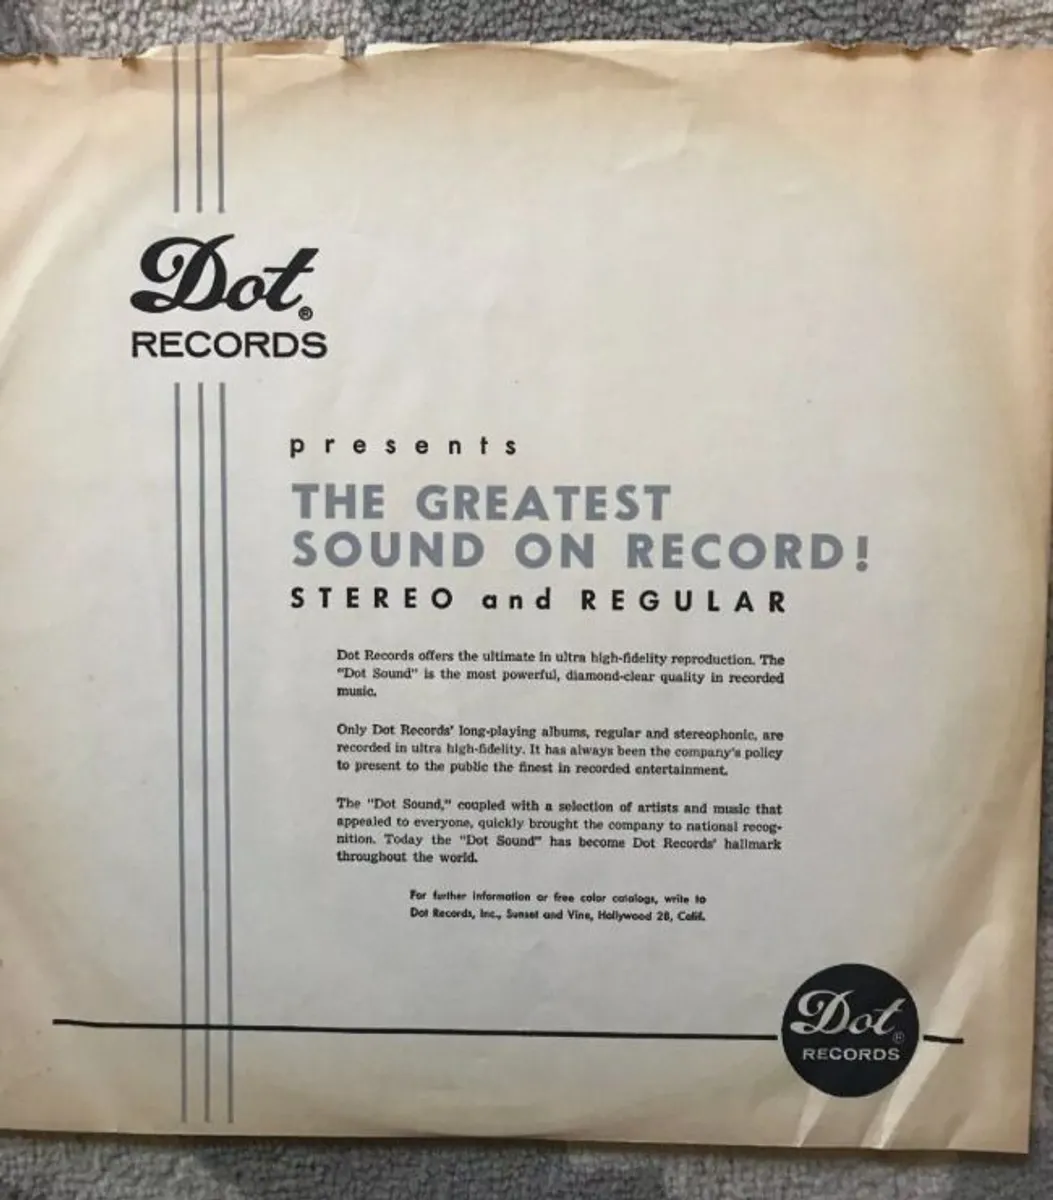 Dot®
RECORDS
presents
THE GREATEST
SOUND ON RECORD!
STEREO and REGULAR
Dot Records offers the ultimate in ultra high-fidelity reproduction. The
"Dot Sound" is the most powerful, diamond-clear quality in recorded
music.
Only Dot Records' long-playing albums, regular and stereophonic, are
recorded in ultra high-fidelity. It has always been the company's policy
to present to the public the finest in recorded entertainment.
The "Dot Sound," coupled with a selection of artists and music that
appealed to everyone, quickly brought the company to national recog-
nition. Today the "Dot Sound" has become Dot Records' hallmark
throughout the world.
For further information or free color catalogs, write to
Dot Records, Inc., Sunset and Vine, Hollywood 28, Calif.
Dot®
RECORDS